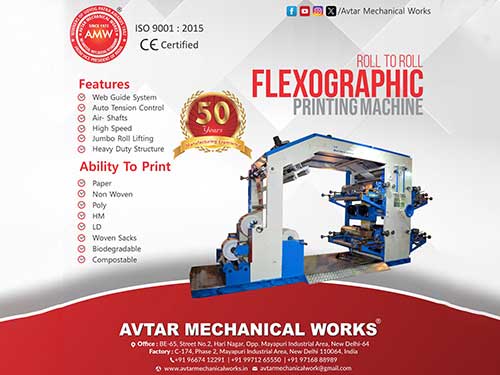 /Avtar Mechanical Works
AMW
SINCE 1972
ISO 9001 : 2015
CE Certified
ROLL TO ROLL
FLEXOGRAPHIC
PRINTING MACHINE
Features
Web Guide System
Auto Tension Control
Air- Shafts
High Speed
Jumbo Roll Lifting
Heavy Duty Structure
50
Years
Manufacturing Experience
Ability To Print
Paper
Non Woven
Poly
HM
LD
Woven Sacks
Biodegradable
Compostable
AVTAR MECHANICAL WORKS®
Office : BE-65, Street No.2, Hari Nagar, Opp. Mayapuri Industrial Area, New Delhi-64
Factory : C-174, Phase 2, Mayapuri Industrial Area, New Delhi 110064, India
+91 96674 12291 | +91 99712 65550 | +91 97168 88989
www.avtarmechanicalworks.in avtarmechanicalwork@gmail.com